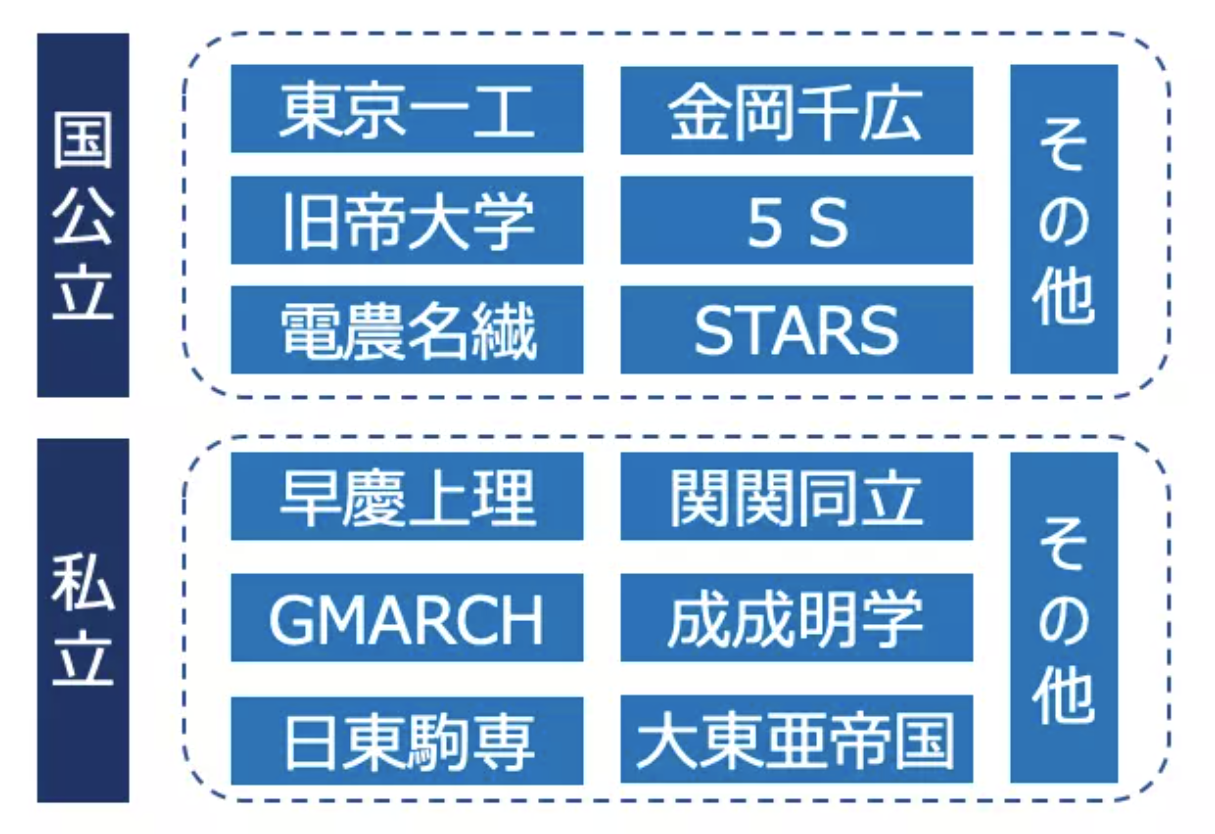 国公立
東京一工
金岡千広
旧帝大学
5 S
電農名繊
STARS
その他
私立
早慶上理
関関同立
GMARCH
成成明学
日東駒専
大東亜帝国
その他